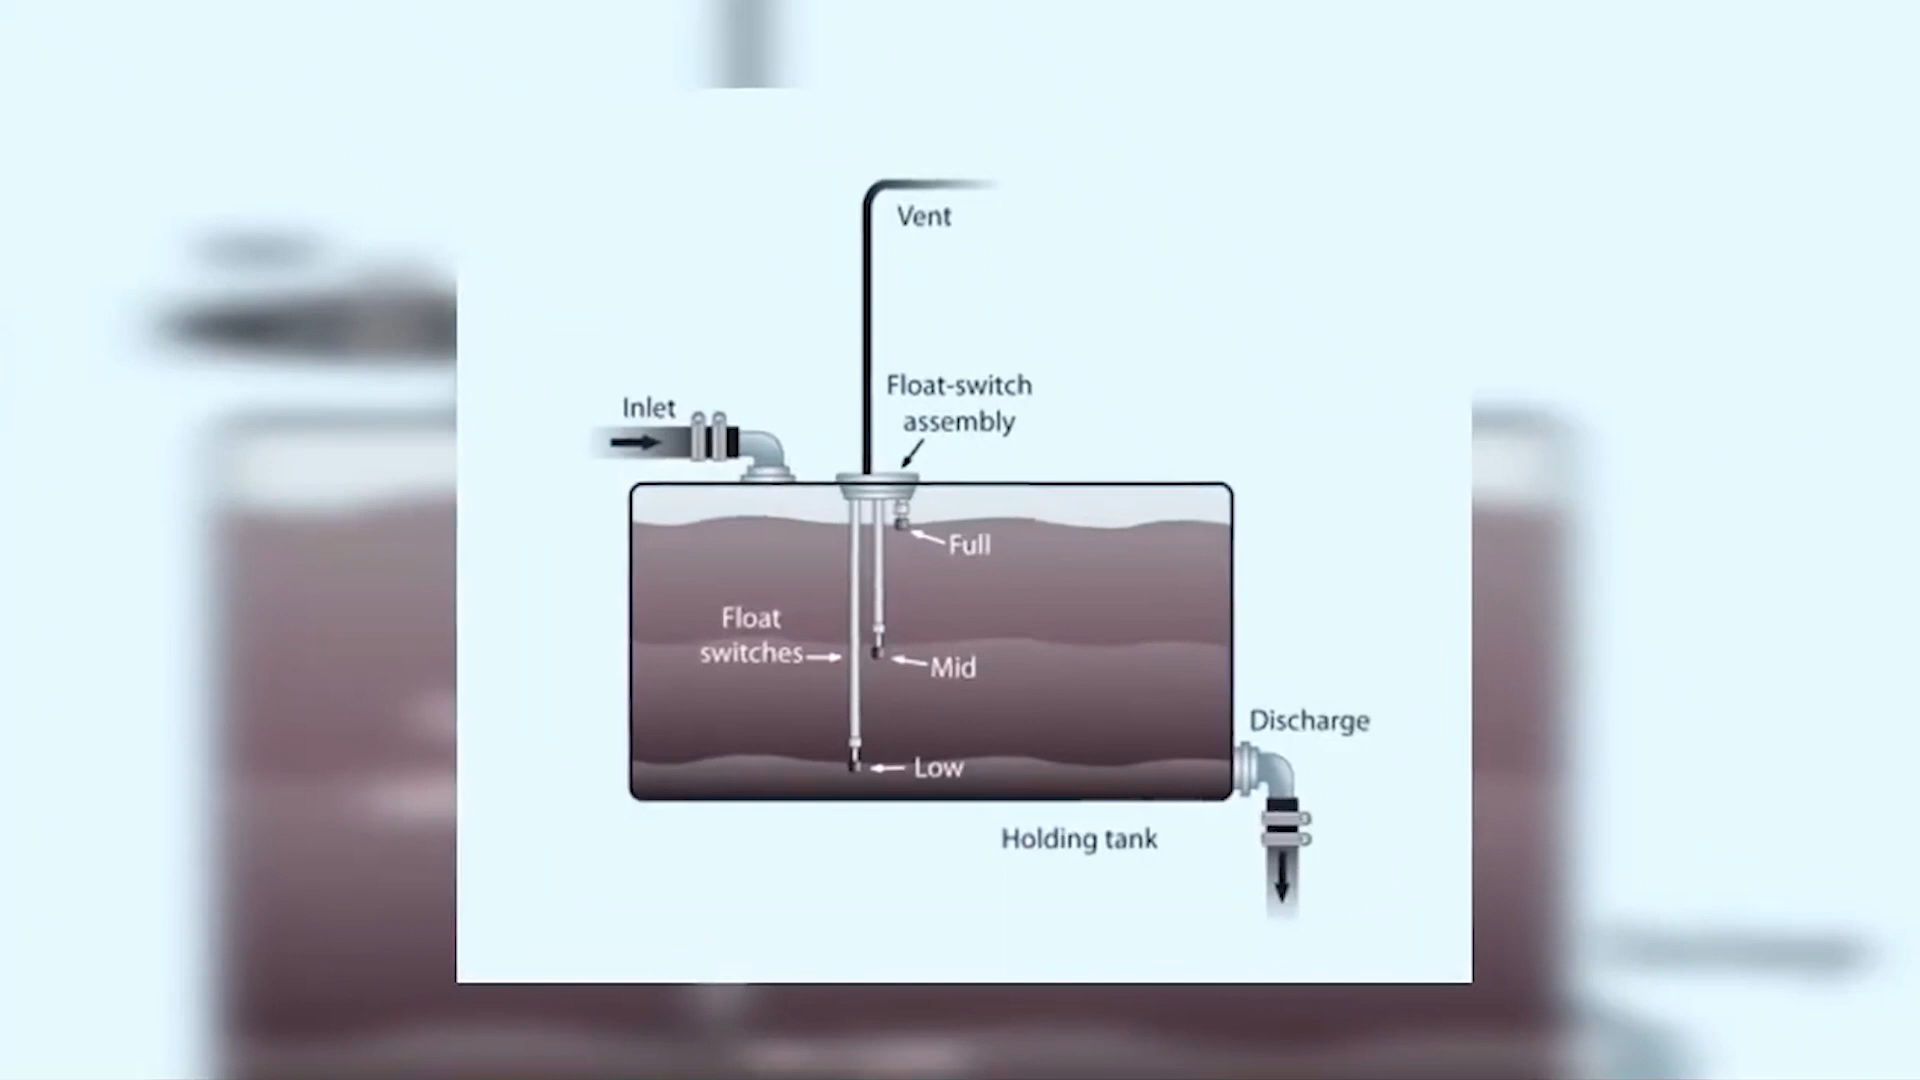 Vent
Float-switch
assembly
Inlet
Full
Float
switches
Mid
Discharge
Low
Holding tank